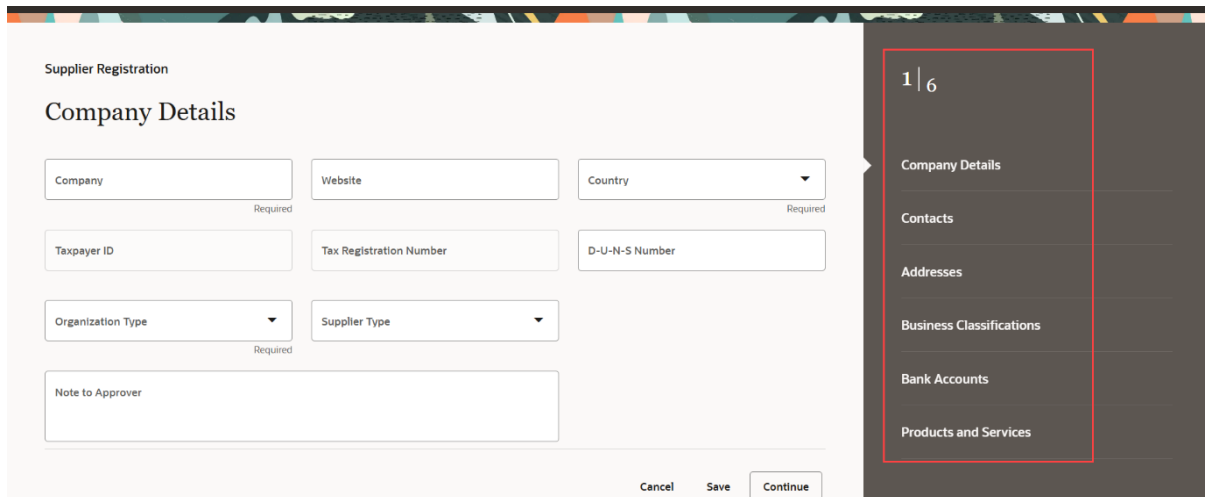 Supplier Registration
Company Details
Company
Website
Country
Required
Required
Taxpayer ID
Tax Registration Number
D-U-N-S Number
Organization Type
Supplier Type
Required
Note to Approver
Cancel
Save
Continue
1 | 6
Company Details
Contacts
Addresses
Business Classifications
Bank Accounts
Products and Services